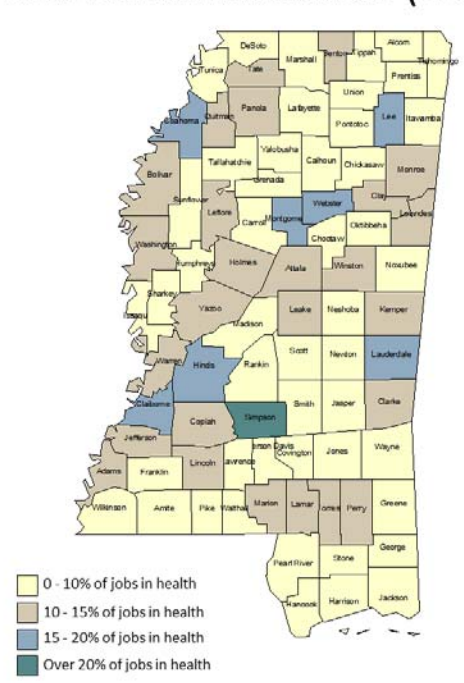 DeSoto
Alcorn
Marshall
Benton
Tippah
Tishomingo
Tunica
Tate
Prentiss
Union
Panola
Lafayette
Lee
Itawamba
Coahoma
Quitman
Pontotoc
Yalobusha
Tallahatchie
Calhoun
Chickasaw
Monroe
Bolivar
Grenada
Sunflower
Clay
Webster
Leflore
Lowndes
Montgome
Carroll
Oktibbeha
Choctaw
Washington
Humphreys
Holmes
Attala
Winston
Noxubee
Sharkey
Yazoo
Leake
Neshoba
Kemper
Madison
Warren
Hinds
Rankin
Scott
Newton
Lauderdale
Claiborne
Simpson
Smith
Jasper
Clarke
Copiah
Jefferson
erson Davis
Covington
Jones
Wayne
Adams
Franklin
Lincoln
Lawrence
Wilkinson
Amite
Pike
Walthal
Marion
Lamar
Perry
Greene
George
Pearl River
Stone
Hancock
Harrison
Jackson
0 - 10% of jobs in health
10 - 15% of jobs in health
15 - 20% of jobs in health
Over 20% of jobs in health